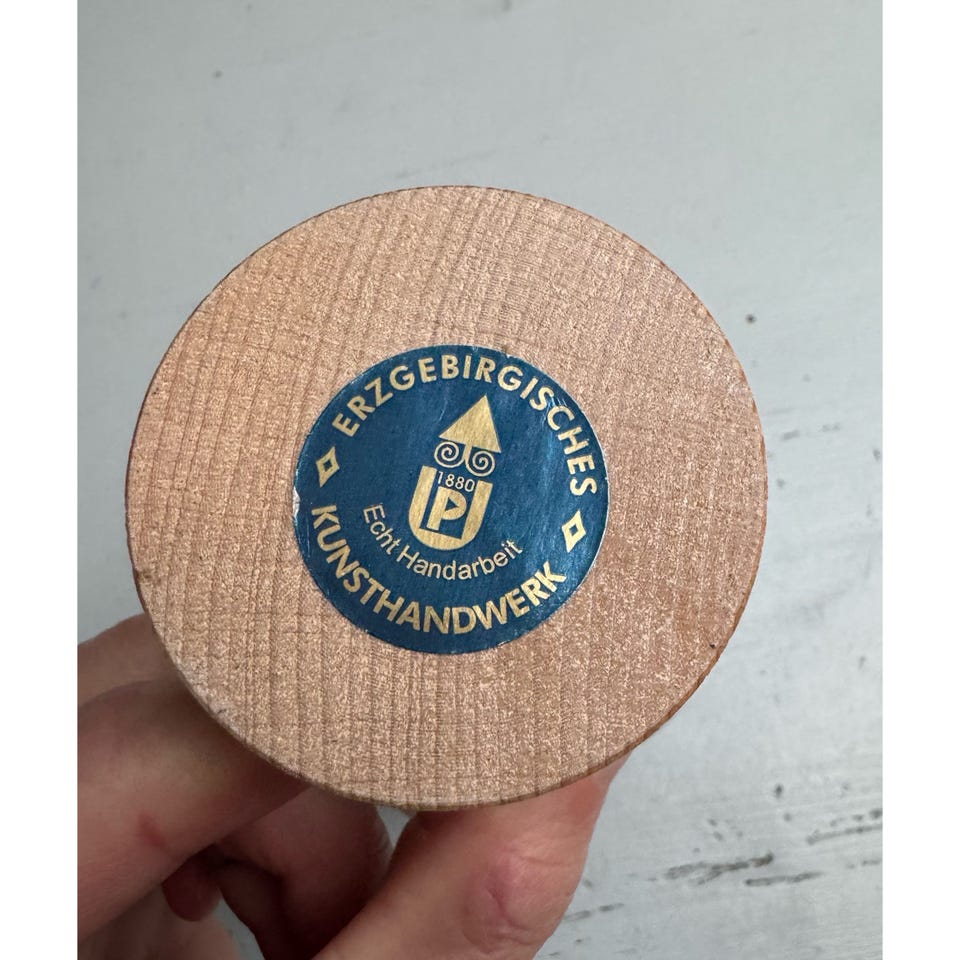 ERZGEBIRGISCHES
1880
P
Echt Handarbeit
KUNSTHANDWERK